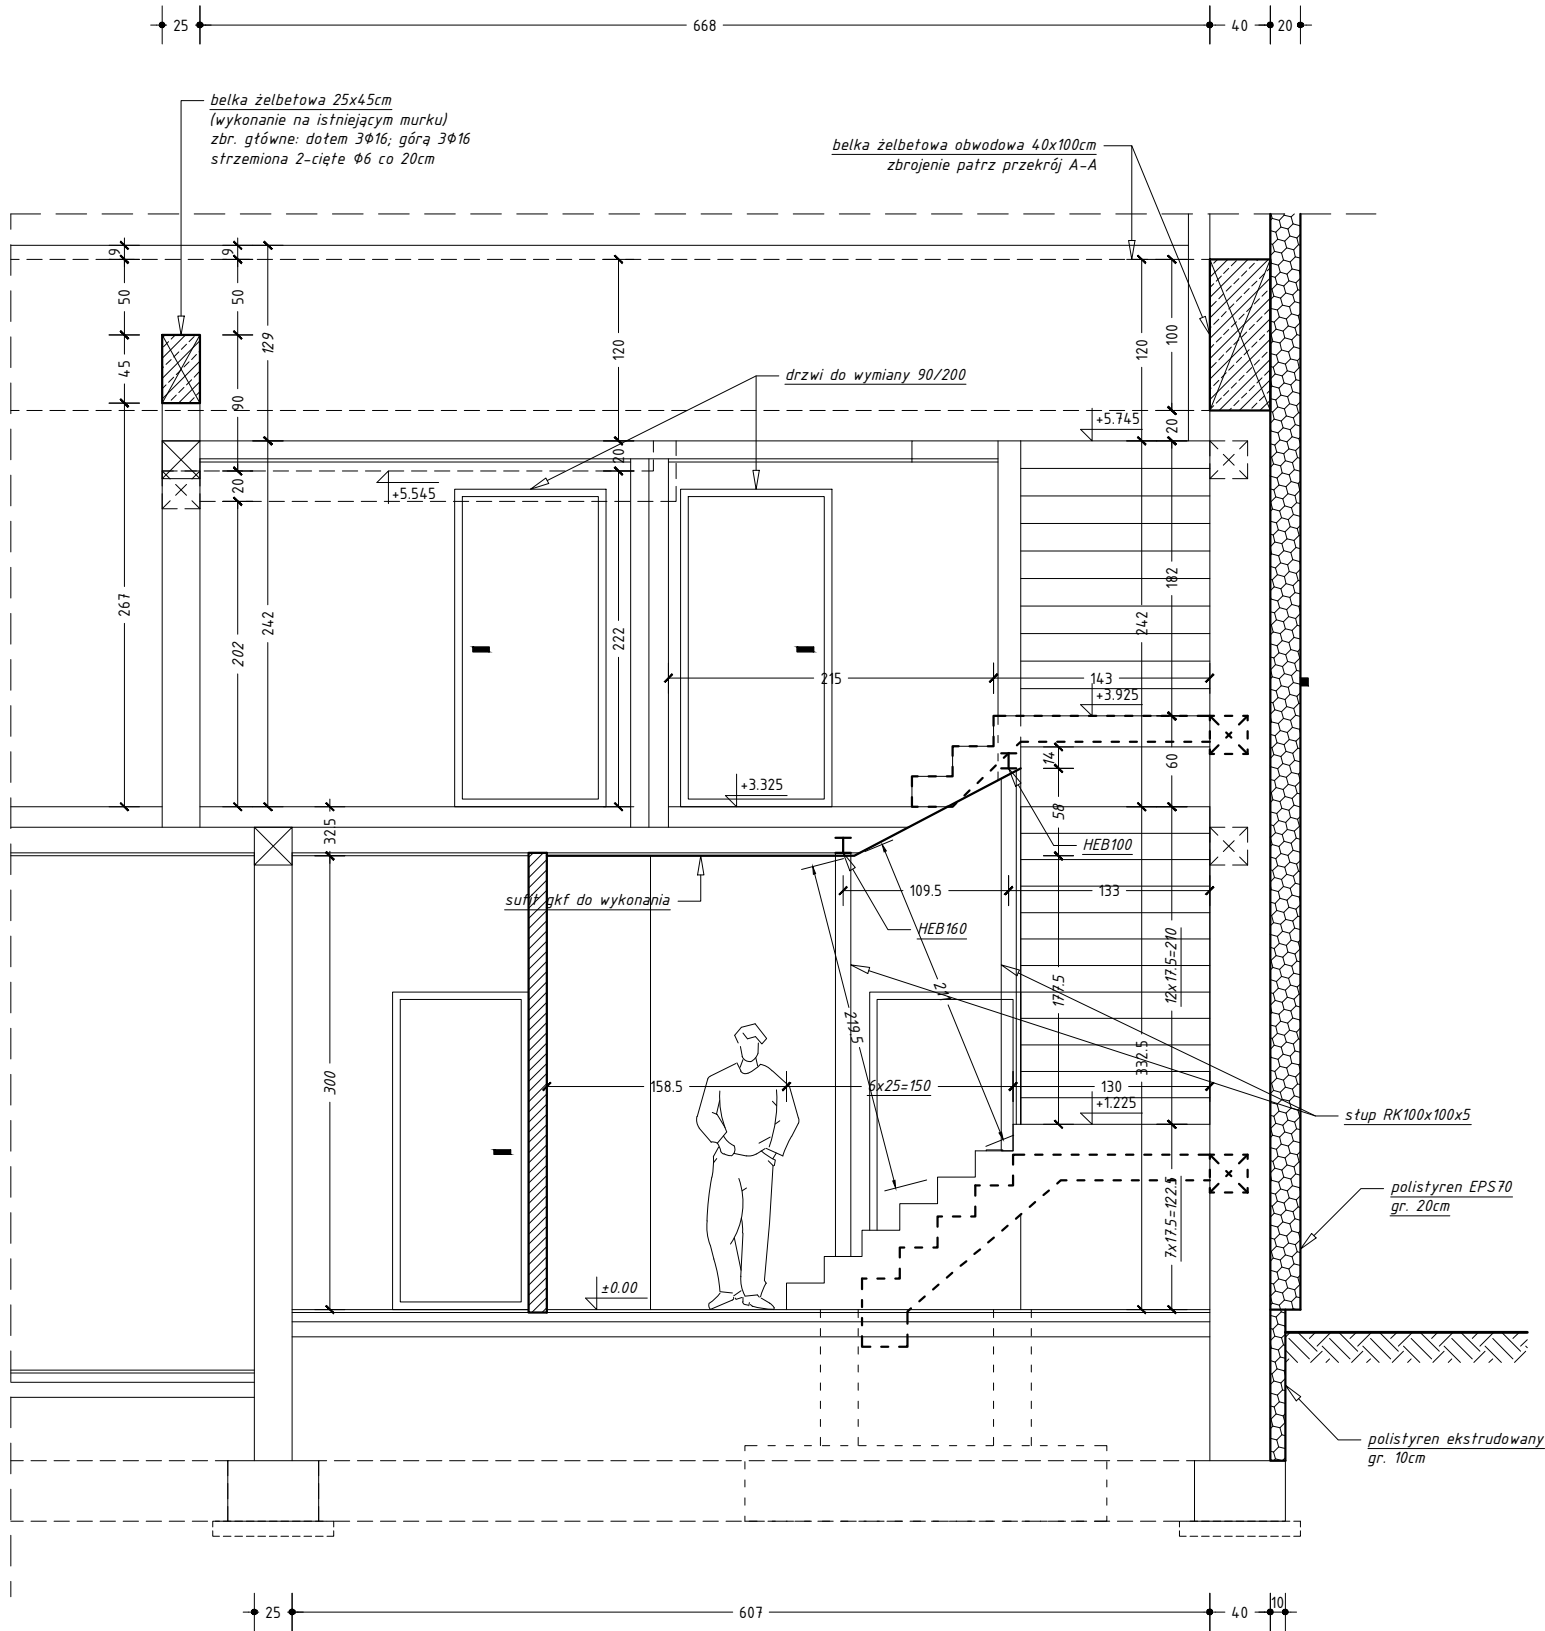 25
668
40
20
belka żelbetowa 25x45cm
(wykonanie na istniejącym murku)
zbr. główne: dołem 3Φ16; górą 3Φ16
strzemiona 2-cięte Φ6 co 20cm
belka żelbetowa obwodowa 40x100cm
zbrojenie patrz przekrój A-A
9
9
50
50
129
120
120
100
45
90
drzwi do wymiany 90/200
+5.745
20
20
20
+5.545
267
202
242
222
182
242
215
143
+3.925
14
60
+3.325
58
32.5
HEB100
sufit gkf do wykonania
109.5
133
HEB160
12x17.5=210
177.5
219.5
300
332.5
158.5
6x25=150
130
+1.225
słup RK100x100x5
polistyren EPS70
gr. 20cm
7x17.5=122.5
±0.00
polistyren ekstrudowany
gr. 10cm
25
607
40
10